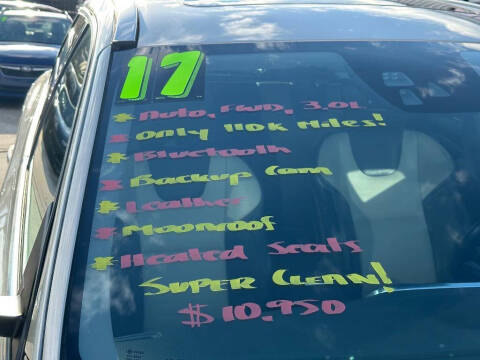 17
* Auto, FWD, 3.0L
* Only 110K Miles!
* Bluetooth
* Backup Cam
* Leather
* Moonroof
* Heated Seats
Super Clean!
$10,950